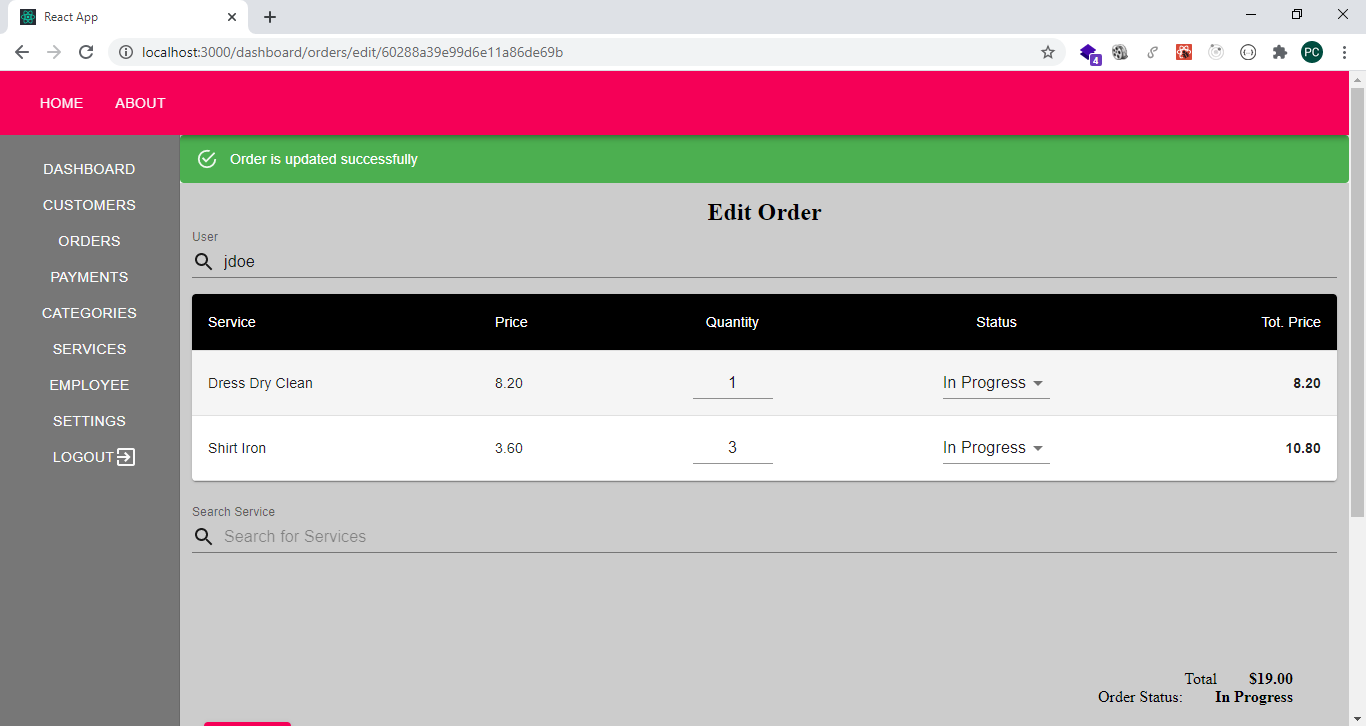 React App
localhost:3000/dashboard/orders/edit/60288a39e99d6e11a86de69b
4
PC
HOME ABOUT
DASHBOARD
CUSTOMERS
ORDERS
PAYMENTS
CATEGORIES
SERVICES
EMPLOYEE
SETTINGS
LOGOUT
Order is updated successfully
Edit Order
User
jdoe
Service Price Quantity Status Tot. Price
Dress Dry Clean 8.20 1 In Progress 8.20
Shirt Iron 3.60 3 In Progress 10.80
Search Service
Search for Services
Total $19.00
Order Status: In Progress